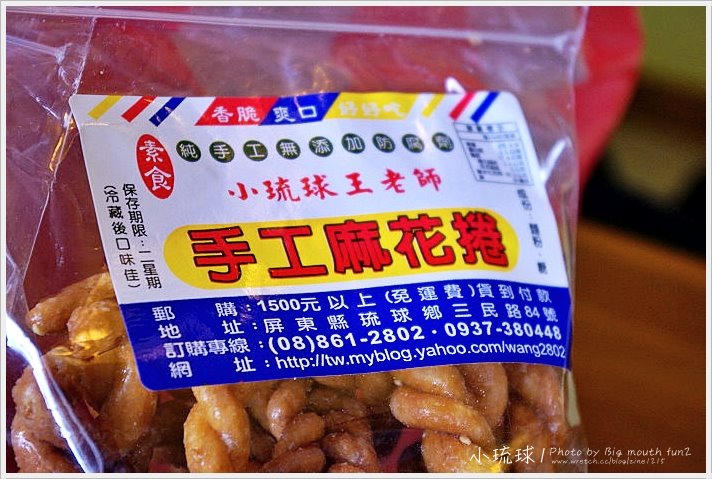 香脆 爽口 好好吃
純手工無添加防腐劑
素食
小琉球王老師
手工麻花捲
保存期限：二星期
（冷藏後口味佳）
郵購：1500元以上(免運費)貨到付款
地址：屏東縣琉球鄉三民路84號
訂購專線：(08)861-2802·0937-380448
網址：http://tw.myblog.yahoo.com/wang2802
小琉球 / Photo by Big mouth fun2
www.wretch.cc/blog/zine1215